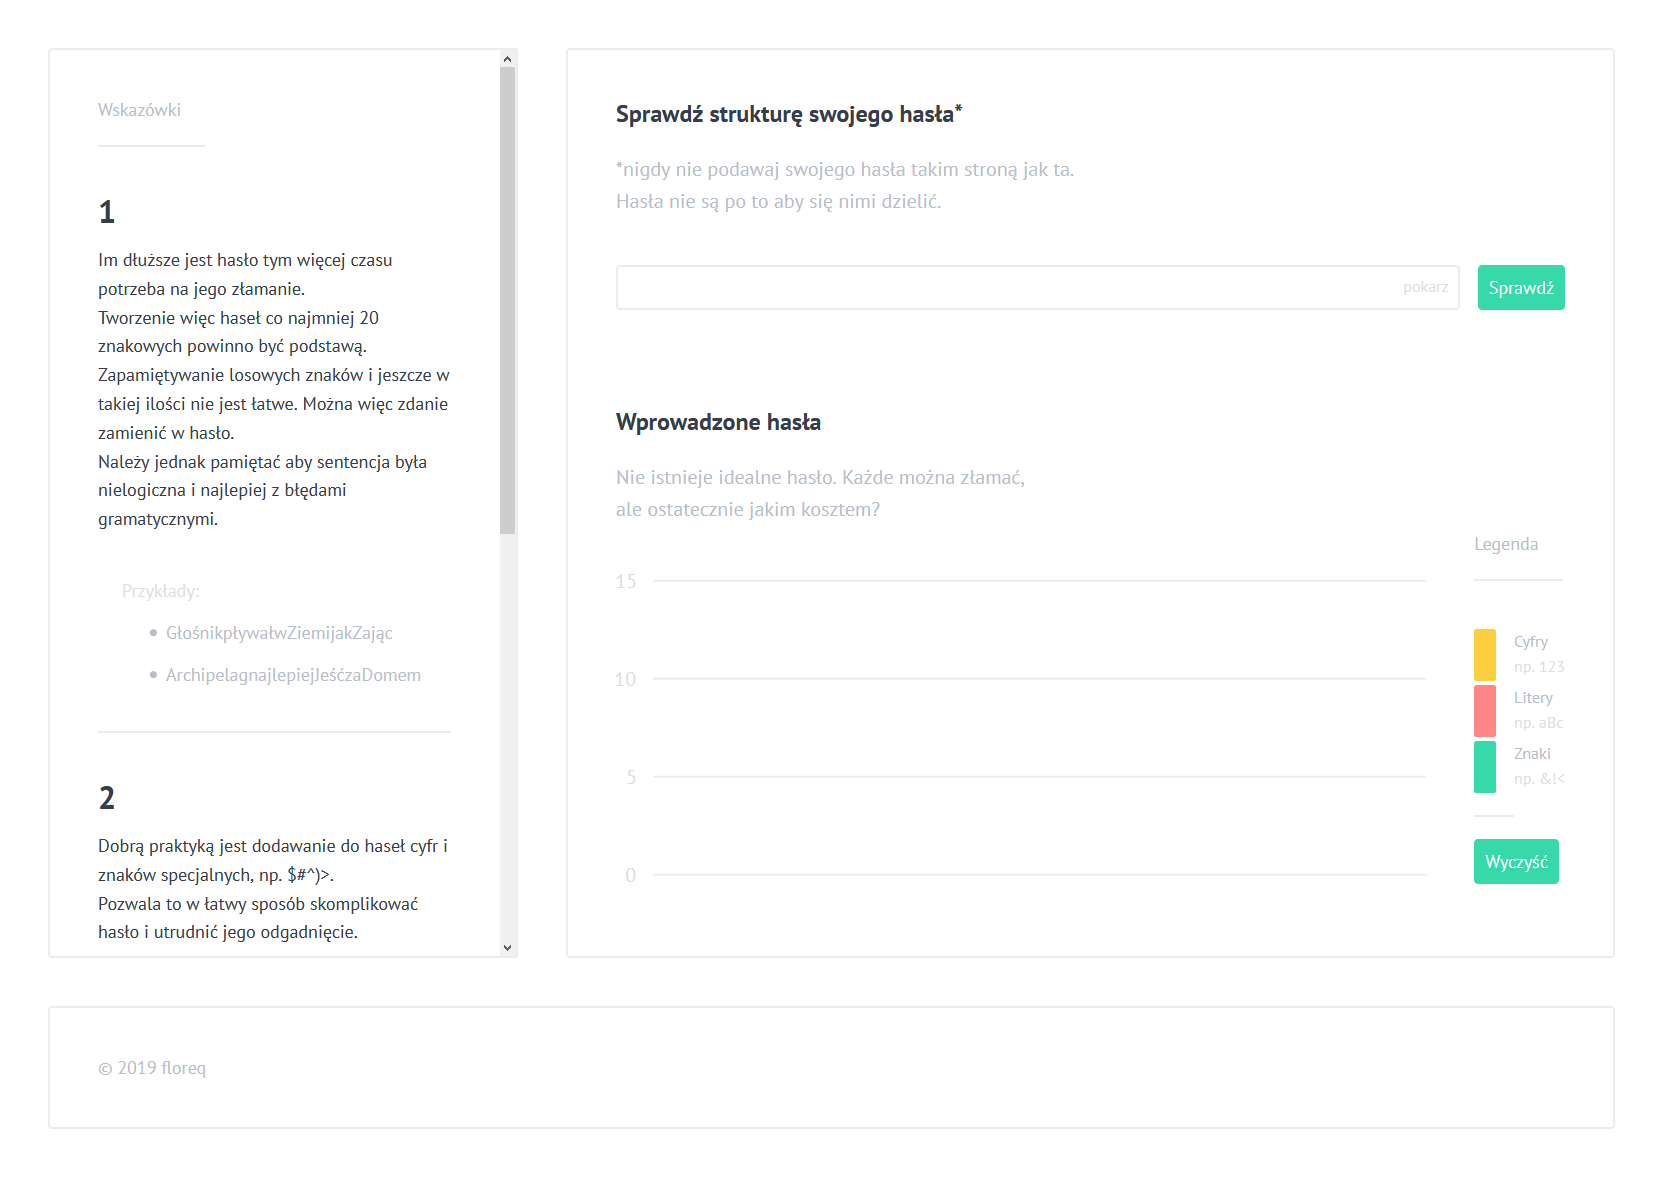 Wskazówki
1
Im dłuższe jest hasło tym więcej czasu
potrzeba na jego złamanie.
Tworzenie więc haseł co najmniej 20
znakowych powinno być podstawą.
Zapamiętywanie losowych znaków i jeszcze w
takiej ilości nie jest łatwe. Można więc zdanie
zamienić w hasło.
Należy jednak pamiętać aby sentencja była
nielogiczna i najlepiej z błędami
gramatycznymi.
Przykłady:
• GłośnikpływałwZiemijakZając
• ArchipelagnajlepiejJeśćzaDomem
2
Dobrą praktyką jest dodawanie do haseł cyfr i
znaków specjalnych, np. $#^)>.
Pozwala to w łatwy sposób skomplikować
hasło i utrudnić jego odgadnięcie.
Sprawdź strukturę swojego hasła*
*nigdy nie podawaj swojego hasła takim stroną jak ta.
Hasła nie są po to aby się nimi dzielić.
pokarz
Sprawdź
Wprowadzone hasła
Nie istnieje idealne hasło. Każde można złamać,
ale ostatecznie jakim kosztem?
15
10
5
0
Legenda
Cyfry
np. 123
Litery
np. aBc
Znaki
np. &!<
Wyczyść
© 2019 floreq